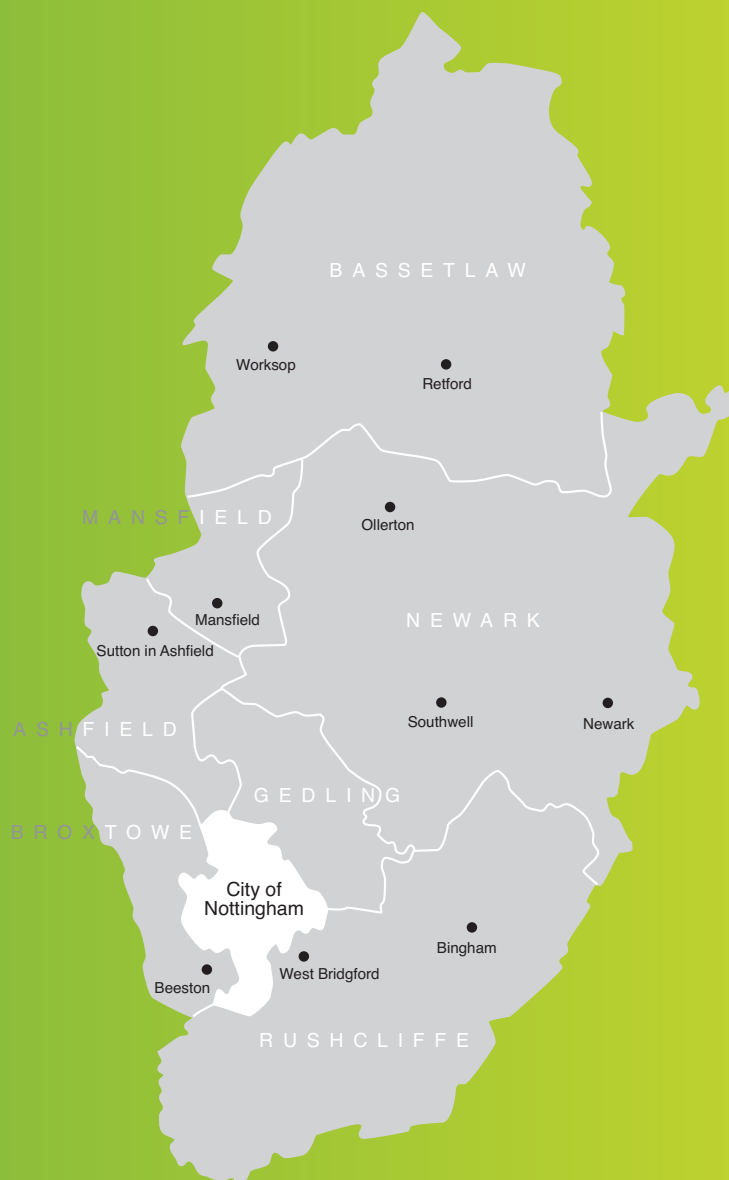 BASSETLAW
Worksop
Retford
MANSFIELD
Ollerton
Mansfield
NEWARK
Sutton in Ashfield
Southwell
Newark
ASHFIELD
GEDLING
BROXTOWE
City of
Nottingham
Bingham
West Bridgford
Beeston
RUSHCLIFFE